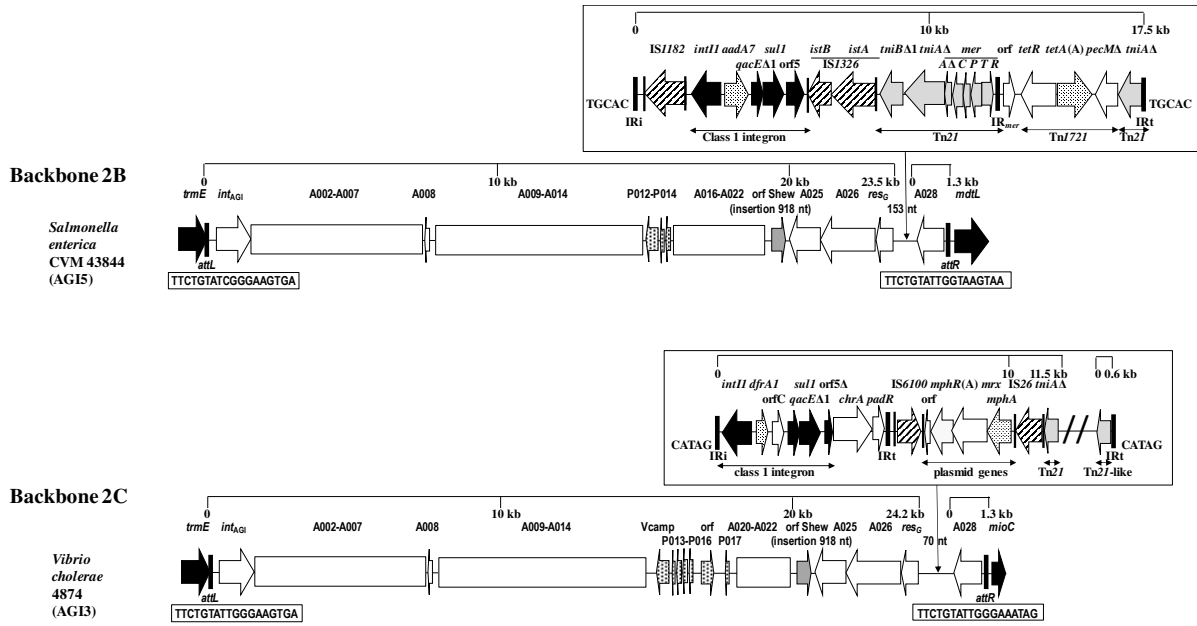 0 10 kb 17.5 kb
IS1182 intI1 aadA7 sul1 istB istA tniBΔ1 tniAΔ mer orf tetR tetA(A) pecMΔ tniAΔ
qacEΔ1 orf5 IS1326 AΔ C P T R
TGCAC TGCAC
IRi IRmer IRt
Class 1 integron Tn21 Tn1721 Tn21
Backbone 2B
0 10 kb 20 kb 23.5 kb 0 1.3 kb
trmE intAGI A002-A007 A008 A009-A014 P012-P014 A016-A022 orf Shew A025 A026 resG A028 mdtL
(insertion 918 nt) 153 nt
Salmonella
enterica
CVM 43844
(AGI5)
attL attR
TTCTGTATCGGGAAGTGA TTCTGTATTGGTAAGTAA
0 10 11.5 kb 0 0.6 kb
intI1 dfrA1 sul1 orf5Δ IS6100 mphR(A) mrx IS26 tniAΔ
orfC qacEΔ1 chrA padR orf mphA
CATAG CATAG
IRi IRt IRt
class 1 integron plasmid genes Tn21 Tn21-like
Backbone 2C
0 10 kb 20 kb 24.2 kb 0 1.3 kb
trmE intAGI A002-A007 A008 A009-A014 Vcamp orf A020-A022 orf Shew A025 A026 resG A028 mioC
P013-P016 P017 (insertion 918 nt) 70 nt
Vibrio
cholerae
4874
(AGI3)
attL attR
TTCTGTATTGGGAAGTGA TTCTGTATTGGGAAATAG